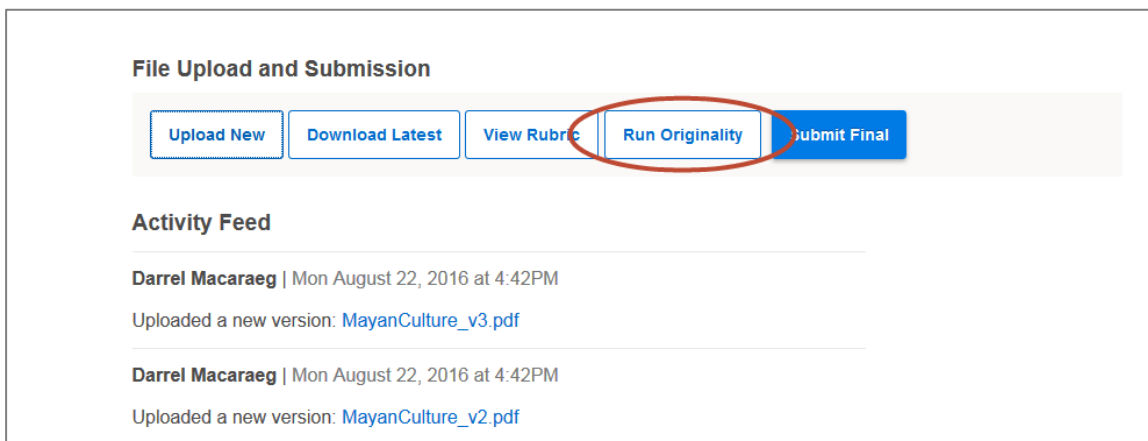 File Upload and Submission
Upload New Download Latest View Rubric Run Originality Submit Final
Activity Feed
Darrel Macaraeg | Mon August 22, 2016 at 4:42PM
Uploaded a new version: MayanCulture_v3.pdf
Darrel Macaraeg | Mon August 22, 2016 at 4:42PM
Uploaded a new version: MayanCulture_v2.pdf